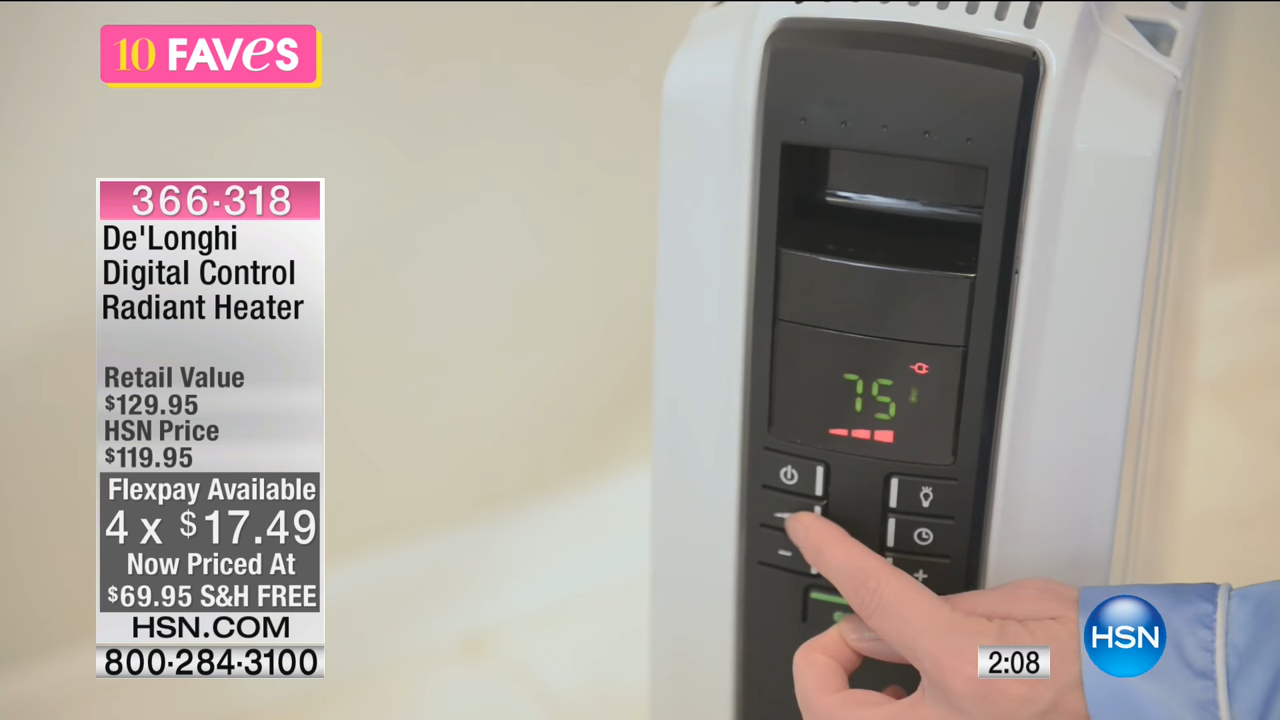 10 FAVeS
366-318
De'Longhi
Digital Control
Radiant Heater
Retail Value
$129.95
HSN Price
$119.95
Flexpay Available
4 x $17.49
Now Priced At
$69.95 S&H FREE
HSN.COM
800-284-3100
75
HSN
2:08